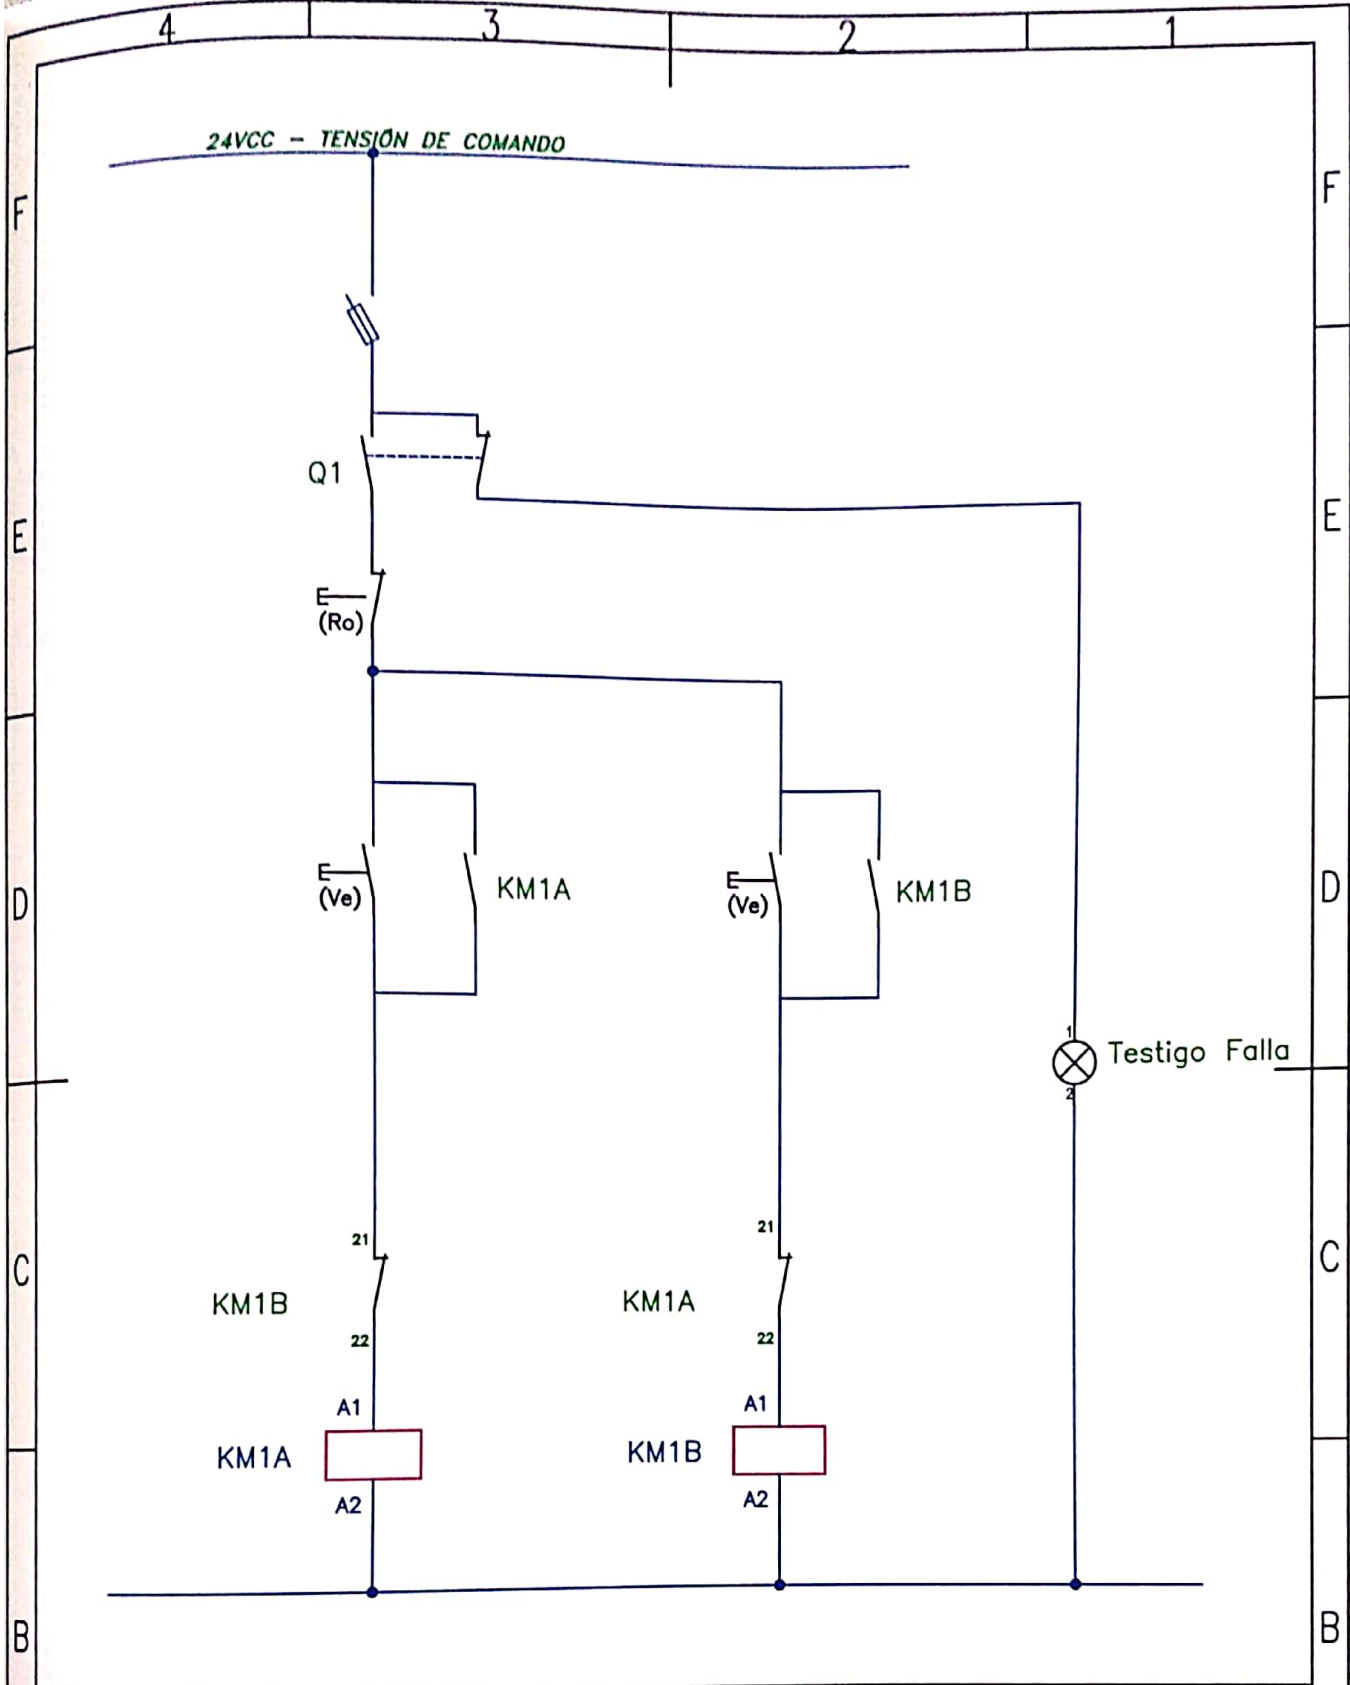 4 3 2 1
24VCC - TENSIÓN DE COMANDO
F F
Q1
E E
(Ro)
E
(Ve)
KM1A
E
(Ve)
KM1B
D D
1
Testigo Falla
2
21
KM1B
22
21
KM1A
22
C C
A1
KM1A
A2
A1
KM1B
A2
B B